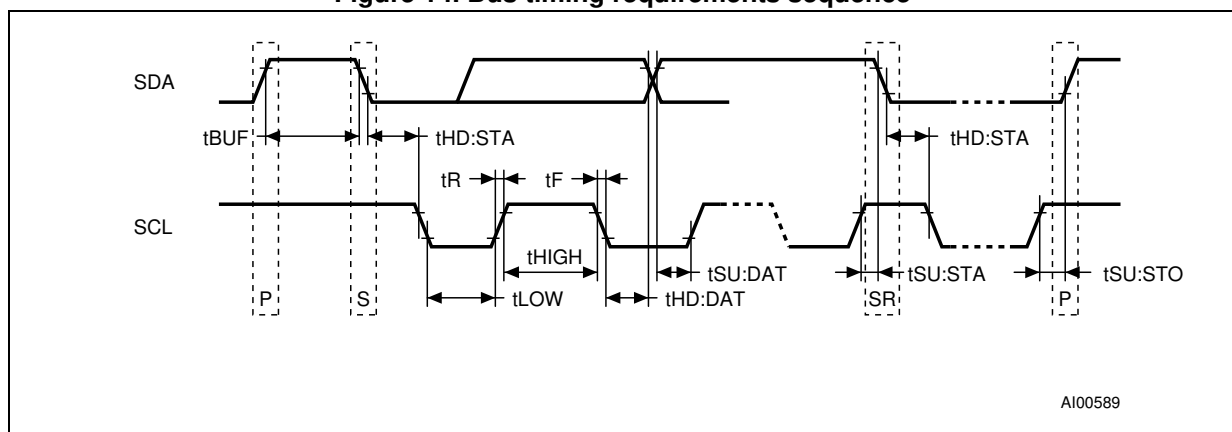 Figure 14. Bus timing requirements sequence
SDA
tBUF
tHD:STA
tHD:STA
tR
tF
SCL
tHIGH
tSU:DAT
tSU:STA
tSU:STO
tLOW
tHD:DAT
P
S
SR
P
AI00589